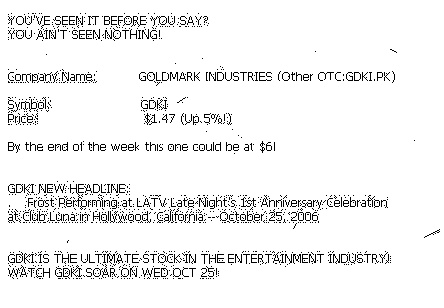 YOU'VE SEEN IT BEFORE YOU SAY?
YOU AIN'T SEEN NOTHING!
Company Name: GOLDMARK INDUSTRIES (Other OTC:GDKI.PK)
Symbol: GDKI
Price: $1.47 (Up 5%!)
By the end of the week this one could be at $6!
GDKI NEW HEADLINE:
Frost Performing at LATV Late Night's 1st Anniversary Celebration
at Club Luna in Hollywood, California -- October 25, 2006
GDKI IS THE ULTIMATE STOCK IN THE ENTERTAINMENT INDUSTRY!
WATCH GDKI SOAR ON WED OCT 25!